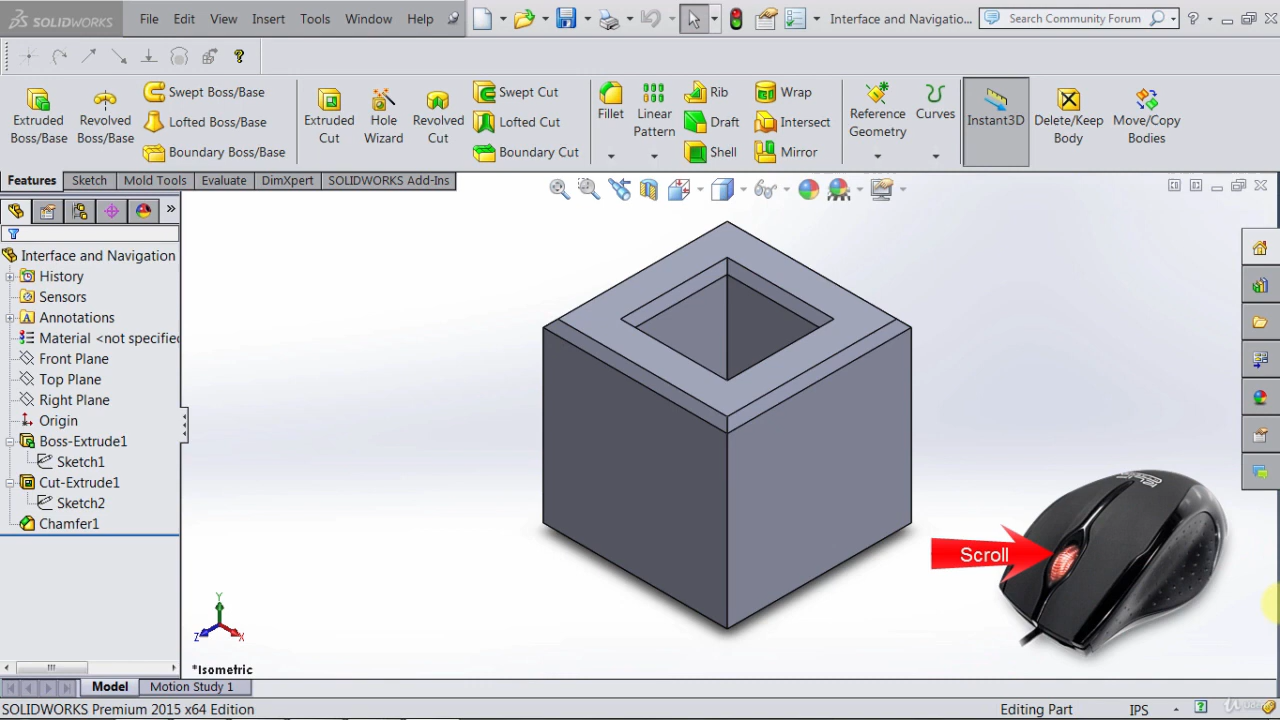 SOLIDWORKS File Edit View Insert Tools Window Help Interface and Navigatio... Search Community Forum ?
?
Extruded Boss/Base
Revolved Boss/Base
Swept Boss/Base
Lofted Boss/Base
Boundary Boss/Base
Extruded Cut
Hole Wizard
Revolved Cut
Swept Cut
Lofted Cut
Boundary Cut
Fillet
Linear Pattern
Rib
Draft
Shell
Wrap
Intersect
Mirror
Reference Geometry
Curves
Instant3D
Delete/Keep Body
Move/Copy Bodies
Features Sketch Mold Tools Evaluate DimXpert SOLIDWORKS Add-Ins
»
Interface and Navigation
History
Sensors
A Annotations
Material <not specified
Front Plane
Top Plane
Right Plane
Origin
Boss-Extrude1
Sketch1
Cut-Extrude1
Sketch2
Chamfer1
Scroll
Y
Z X
*Isometric
Model Motion Study 1
SOLIDWORKS Premium 2015 x64 Edition Editing Part IPS ?